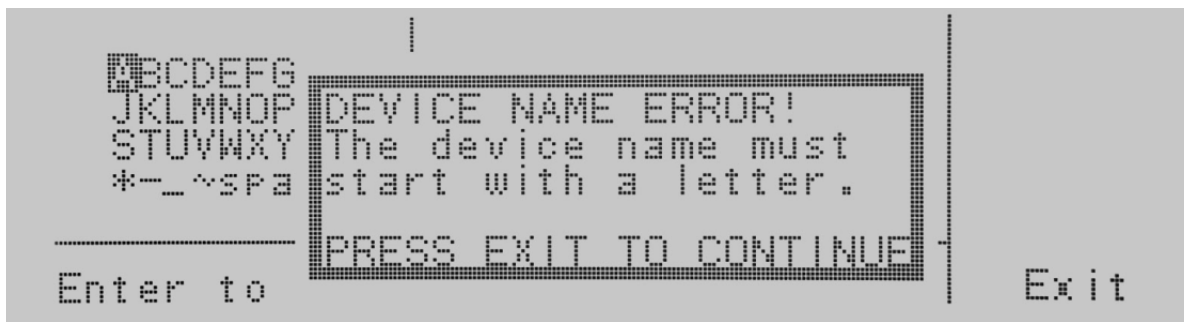 ABCDEFG
JKLMNOP
STUVWXY
*-_~spa
DEVICE NAME ERROR!
The device name must
start with a letter.
PRESS EXIT TO CONTINUE
Enter to
Exit